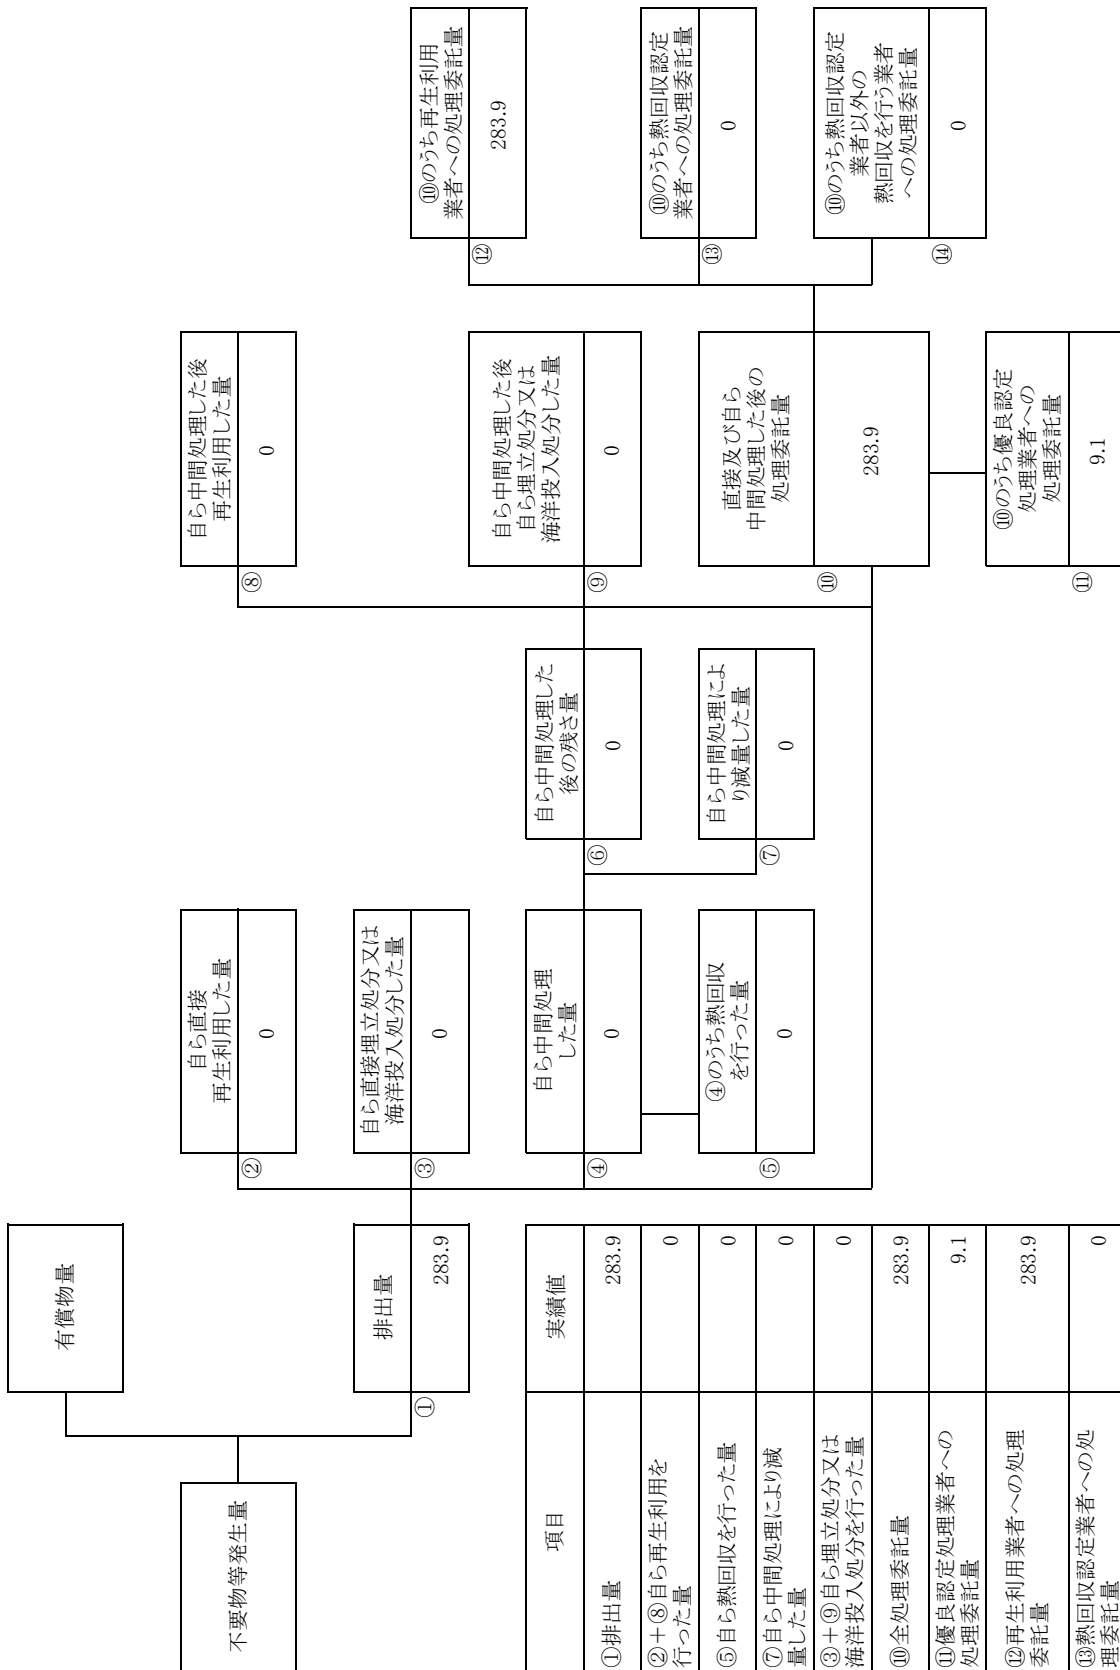 有償物量
不要物等発生量
排出量
①
283.9
自ら直接
再生利用した量
②
0
自ら直接埋立処分又は
海洋投入処分した量
③
0
自ら中間処理
した量
④
0
④のうち熱回収
を行った量
⑤
0
自ら中間処理した
後の残さ量
⑥
0
自ら中間処理によ
り減量した量
⑦
0
自ら中間処理した後
再生利用した量
⑧
0
自ら中間処理した後
自ら埋立処分又は
海洋投入処分した量
⑨
0
直接及び自ら
中間処理した後の
処理委託量
⑩
283.9
⑩のうち優良認定
処理業者への
処理委託量
⑪
9.1
⑩のうち再生利用
業者への処理委託量
⑫
283.9
⑩のうち熱回収認定
業者への処理委託量
⑬
0
⑩のうち熱回収認定
業者以外の
熱回収を行う業者
への処理委託量
⑭
0
項目 実績値
①排出量 283.9
②+⑧自ら再生利用を
行った量 0
⑤自ら熱回収を行った量 0
⑦自ら中間処理により減
量した量 0
③+⑨自ら埋立処分又は
海洋投入処分を行った量 0
⑩全処理委託量 283.9
⑪優良認定処理業者への
処理委託量 9.1
⑫再生利用業者への処理
委託量 283.9
⑬熱回収認定業者への処
理委託量 0